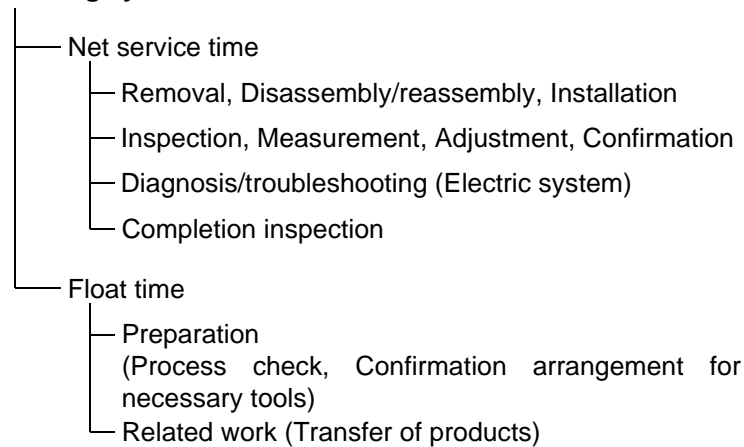 Net service time
Removal, Disassembly/reassembly, Installation
Inspection, Measurement, Adjustment, Confirmation
Diagnosis/troubleshooting (Electric system)
Completion inspection
Float time
Preparation
(Process check, Confirmation arrangement for
necessary tools)
Related work (Transfer of products)